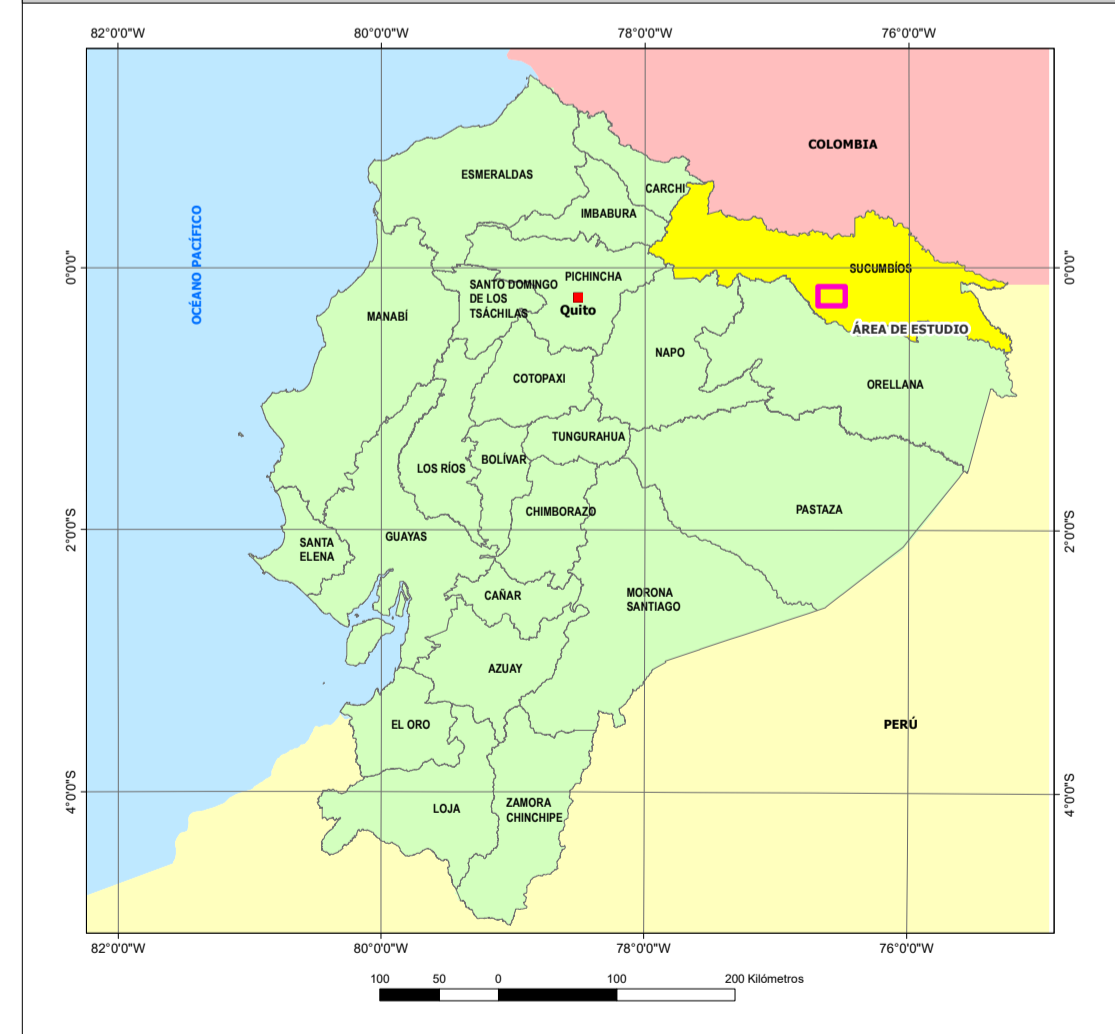 82°0'0"W
80°0'0"W
78°0'0"W
76°0'0"W
COLOMBIA
ESMERALDAS
CARCHI
IMBABURA
OCÉANO PACÍFICO
0°0'0"
SUCUMBÍOS
0°0'0"
PICHINCHA
SANTO DOMINGO
DE LOS
TSÁCHILAS
Quito
MANABÍ
ÁREA DE ESTUDIO
NAPO
COTOPAXI
ORELLANA
TUNGURAHUA
BOLÍVAR
LOS RÍOS
CHIMBORAZO
PASTAZA
2°0'0"S
2°0'0"S
GUAYAS
SANTA
ELENA
CAÑAR
MORONA
SANTIAGO
AZUAY
EL ORO
PERÚ
4°0'0"S
4°0'0"S
LOJA
ZAMORA
CHINCHIPE
82°0'0"W
80°0'0"W
78°0'0"W
76°0'0"W
100 50 0 100 200 Kilómetros